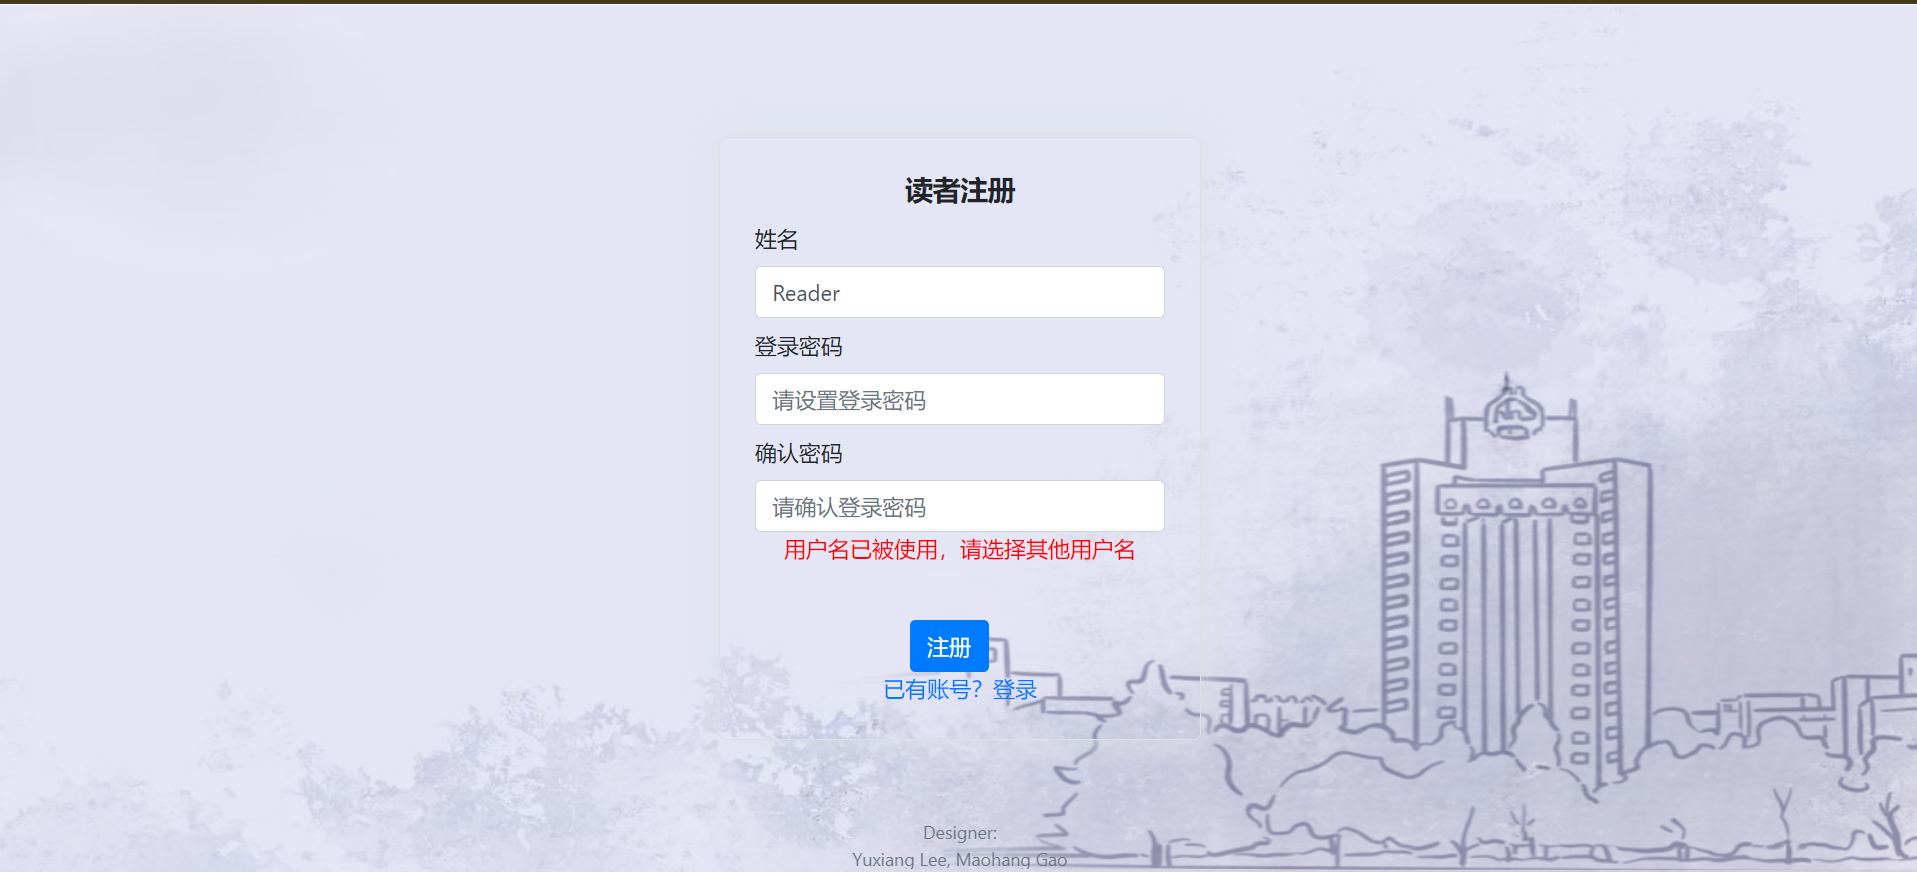 读者注册
姓名
Reader
登录密码
请设置登录密码
确认密码
请确认登录密码
用户名已被使用，请选择其他用户名
注册
已有账号？登录
Designer:
Yuxiang Lee, Maohang Gao